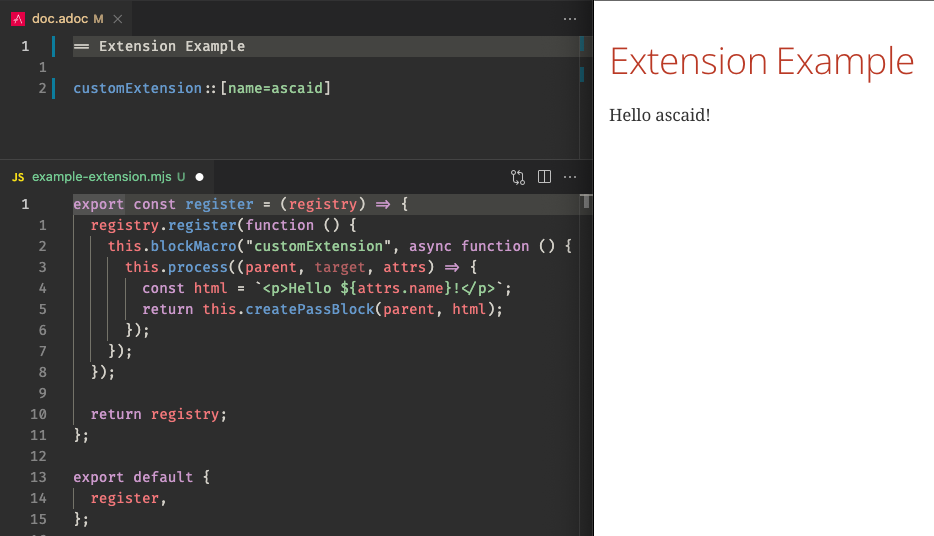 doc.adoc M
1 == Extension Example
1
2 customExtension::[name=ascaid]
JS example-extension.mjs U
1 export const register = (registry) => {
1 registry.register(function () {
2 this.blockMacro("customExtension", async function () {
3 this.process((parent, target, attrs) => {
4 const html = `<p>Hello ${attrs.name}!</p>`;
5 return this.createPassBlock(parent, html);
6 });
7 });
8 });
9
10 return registry;
11 };
12
13 export default {
14 register,
15 };
Extension Example
Hello ascaid!